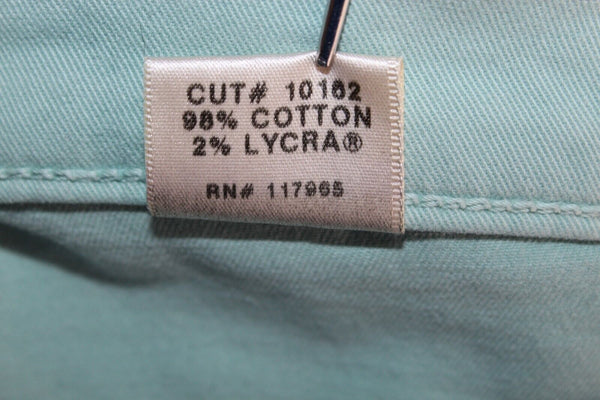 CUT# 10182
98% COTTON
2% LYCRA®
RN# 117965